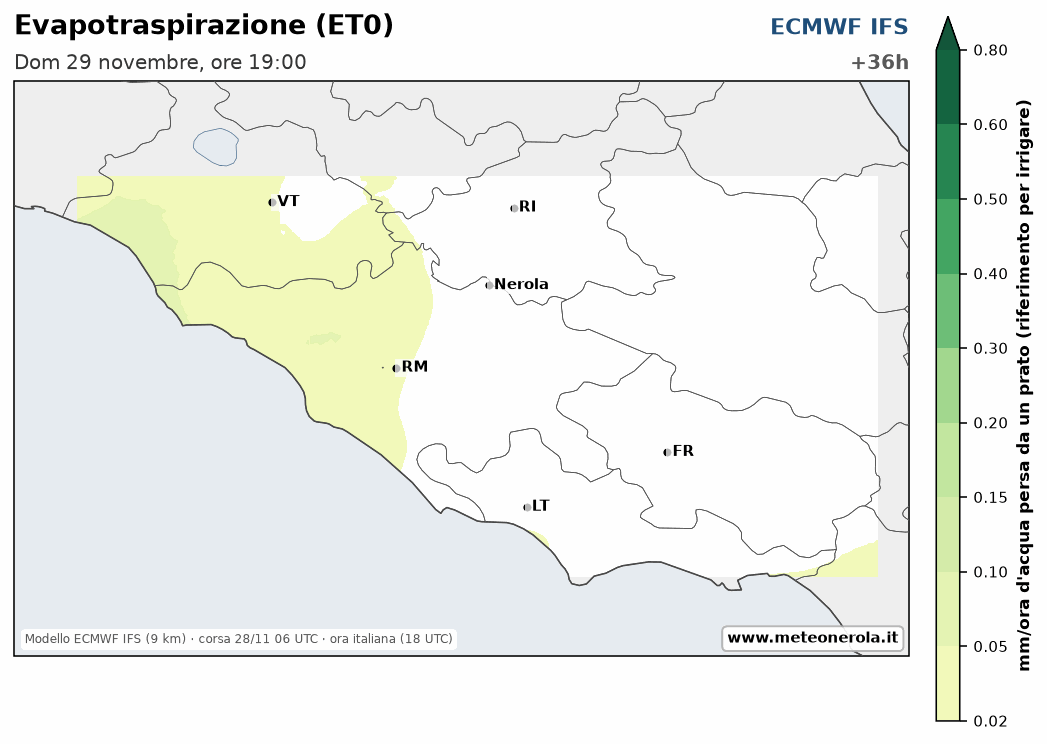 Evapotraspirazione (ET0)
ECMWF IFS
Dom 29 novembre, ore 19:00
+36h
VT
RI
Nerola
RM
FR
LT
Modello ECMWF IFS (9 km) · corsa 28/11 06 UTC · ora italiana (18 UTC)
www.meteonerola.it
0.80
0.60
0.50
0.40
0.30
0.20
0.15
0.10
0.05
0.02
mm/ora d'acqua persa da un prato (riferimento per irrigare)